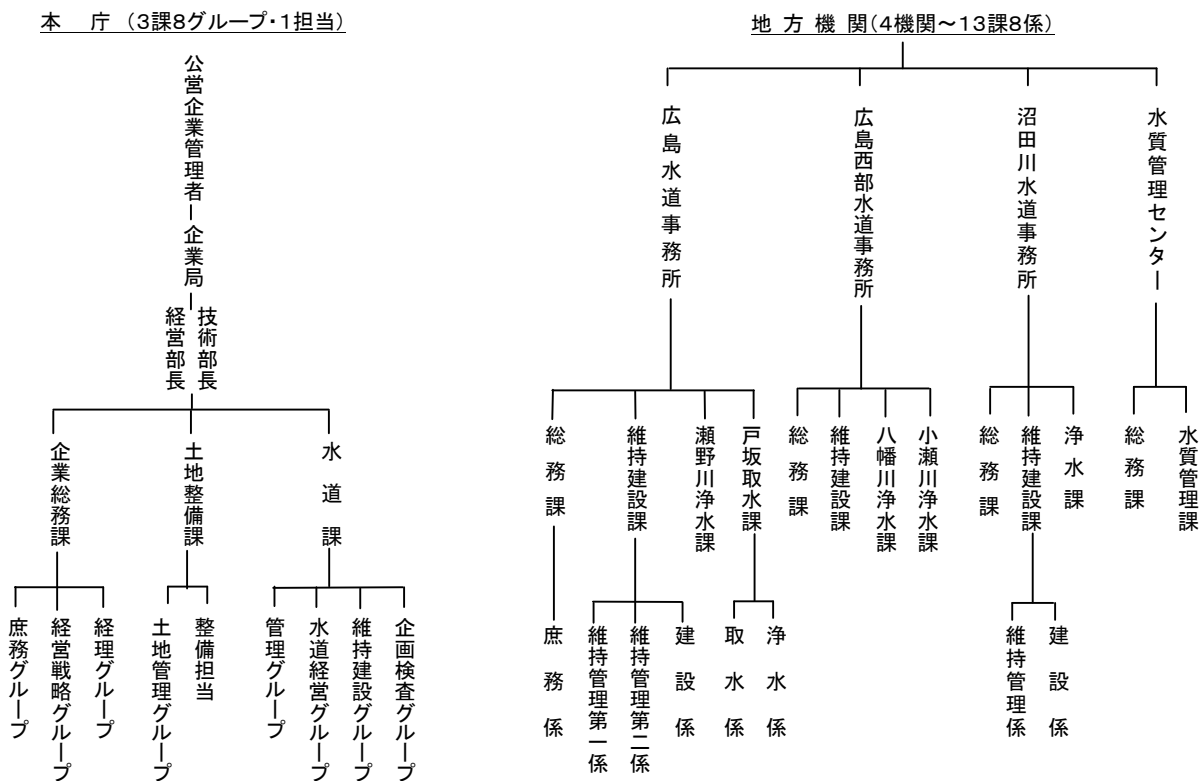 本 庁 (3課8グループ・1担当)
公営企業管理者
企業局
技術部長
経営部長
企業総務課
土地整備課
水道課
庶務グループ
経営戦略グループ
経理グループ
土地管理グループ
整備担当
管理グループ
水道経営グループ
維持建設グループ
企画検査グループ
地 方 機 関(4機関~13課8係)
広島水道事務所
広島西部水道事務所
沼田川水道事務所
水質管理センター
総務課
維持建設課
瀬野川浄水課
戸坂取水課
総務課
維持建設課
八幡川浄水課
小瀬川浄水課
総務課
維持建設課
浄水課
総務課
水質管理課
庶務係
維持管理第一係
維持管理第二係
建設係
取水係
浄水係
維持管理係
建設係